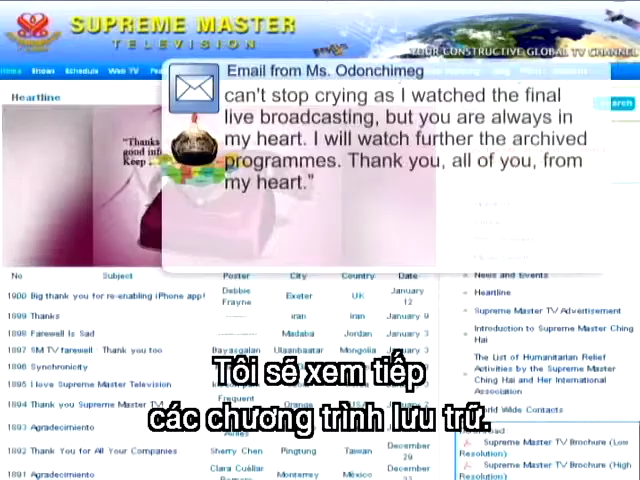 SUPREME MASTER
TELEVISION
YOUR CONSTRUCTIVE GLOBAL TV CHANNEL
Home Shows Schedule Web TV
Email from Ms. Odonchimeg
can't stop crying as I watched the final
live broadcasting, but you are always in
my heart. I will watch further the archived
programmes. Thank you, all of you, from
my heart."
Heartline
search
"Thanks
good inf
Keep
No Subject Poster City Country Date
1900 Big thank you for re-enabling iPhone app! Debbie Frayne Exeter UK January 12
1899 Thanks iran Iran January 9
1898 Farewell Is Sad Madaba Jordan January 3
1897 SM TV farewell Thank you too Bayasgalan Ulaanbaatar Mongolia January 3
1896 Synchronicity
1895 I love Supreme Master Television
1894 Thank you Supreme Master TV Frequent Orange USA
1893 Agradecimiento
1892 Thank You for All Your Companies Sherry Chen Pingtung Taiwan December 29
1891 Agradecimiento Clara Cuéllar Monterrey México December
News and Events
Heartline
Supreme Master TV Advertisement
Introduction to Supreme Master Ching
Hai
The List of Humanitarian Relief
Activities by the Supreme Master
Ching Hai and Her International
Association
World Wide Contacts
Supreme Master TV Brochure (Low
Resolution)
Supreme Master TV Brochure (High
Resolution)
Tôi sẽ xem tiếp
các chương trình lưu trữ.